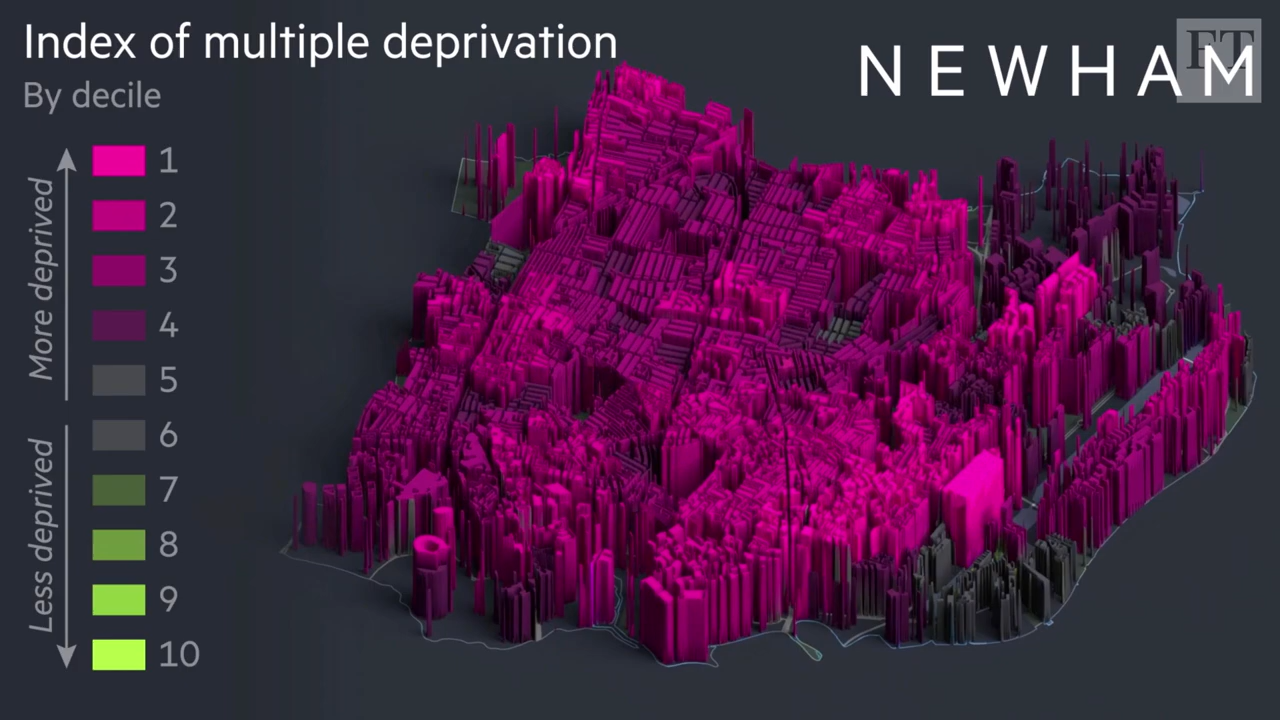 Index of multiple deprivation
By decile
NEWHAM
FT
More deprived
1
2
3
4
5
Less deprived
6
7
8
9
10